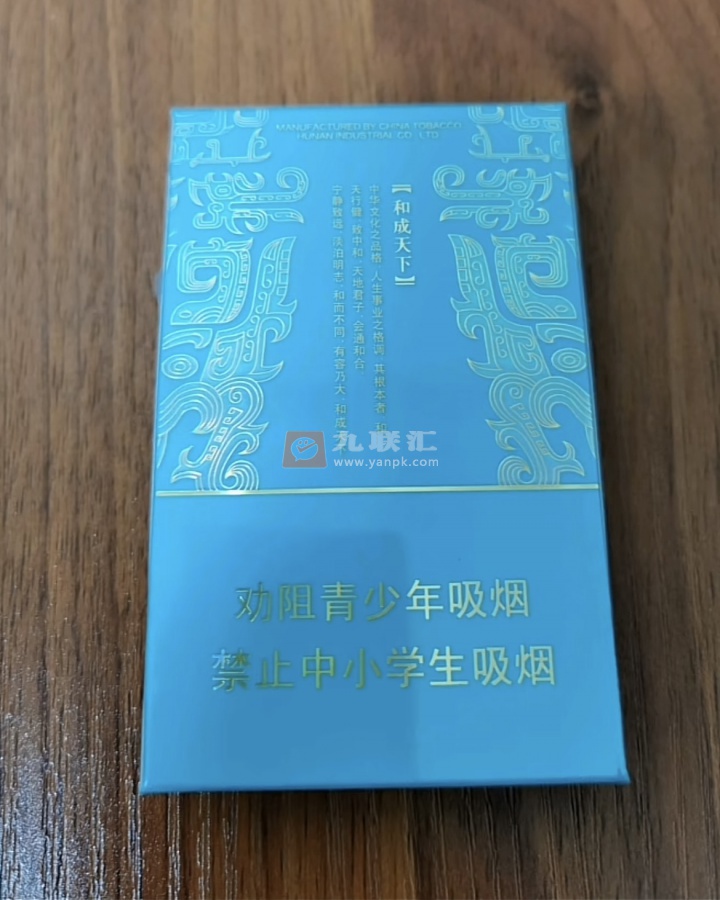 MANUFACTURED BY CHINA TOBACCO
HUNAN INDUSTRIAL CO., LTD
【和成天下】
中华文化之品格，人生事业之格调，其根本者，和
天行健，致中和。天地君子，会通和合。
宁静致远，淡泊明志，和而不同，有容乃大，和成天下
九联汇
www.yanpk.com
劝阻青少年吸烟
禁止中小学生吸烟